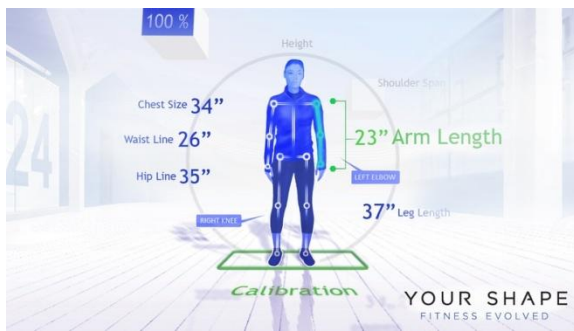 100 %
Height
Shoulder Span
Chest Size 34”
Waist Line 26”
23” Arm Length
Hip Line 35”
LEFT ELBOW
37” Leg Length
RIGHT KNEE
24
Calibration
YOUR SHAPE
FITNESS EVOLVED